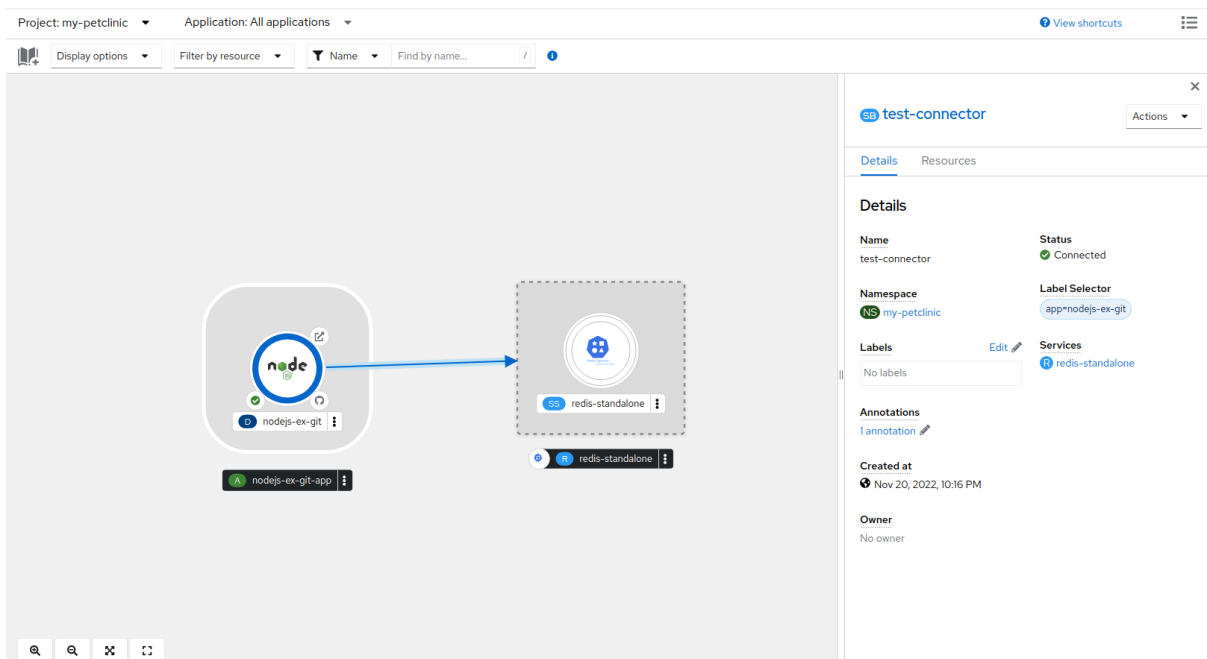 Project: my-petclinic
Application: All applications
View shortcuts
Display options
Filter by resource
Name
Find by name...
/
test-connector
SB
Actions
Details
Resources
Details
Name
test-connector
Status
Connected
Namespace
NS my-petclinic
Label Selector
app=nodejs-ex-git
Labels
Edit
No labels
Services
R redis-standalone
Annotations
1 annotation
Created at
Nov 20, 2022, 10:16 PM
Owner
No owner
node
JS
D nodejs-ex-git
A nodejs-ex-git-app
SS redis-standalone
R redis-standalone